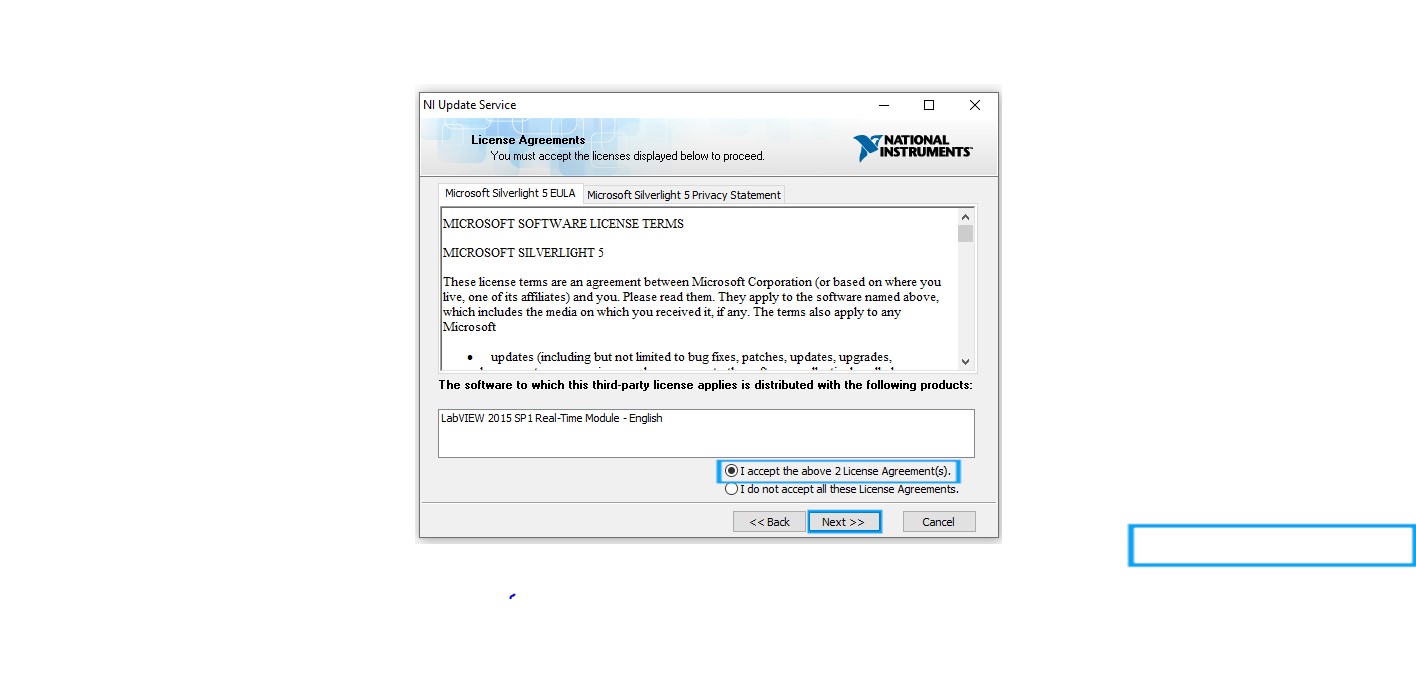 NI Update Service
License Agreements
You must accept the licenses displayed below to proceed.
NATIONAL
INSTRUMENTS
Microsoft Silverlight 5 EULA
Microsoft Silverlight 5 Privacy Statement
MICROSOFT SOFTWARE LICENSE TERMS
MICROSOFT SILVERLIGHT 5
These license terms are an agreement between Microsoft Corporation (or based on where you
live, one of its affiliates) and you. Please read them. They apply to the software named above,
which includes the media on which you received it, if any. The terms also apply to any
Microsoft
• updates (including but not limited to bug fixes, patches, updates, upgrades,
The software to which this third-party license applies is distributed with the following products:
LabVIEW 2015 SP1 Real-Time Module - English
I accept the above 2 License Agreement(s).
I do not accept all these License Agreements.
<< Back
Next >>
Cancel